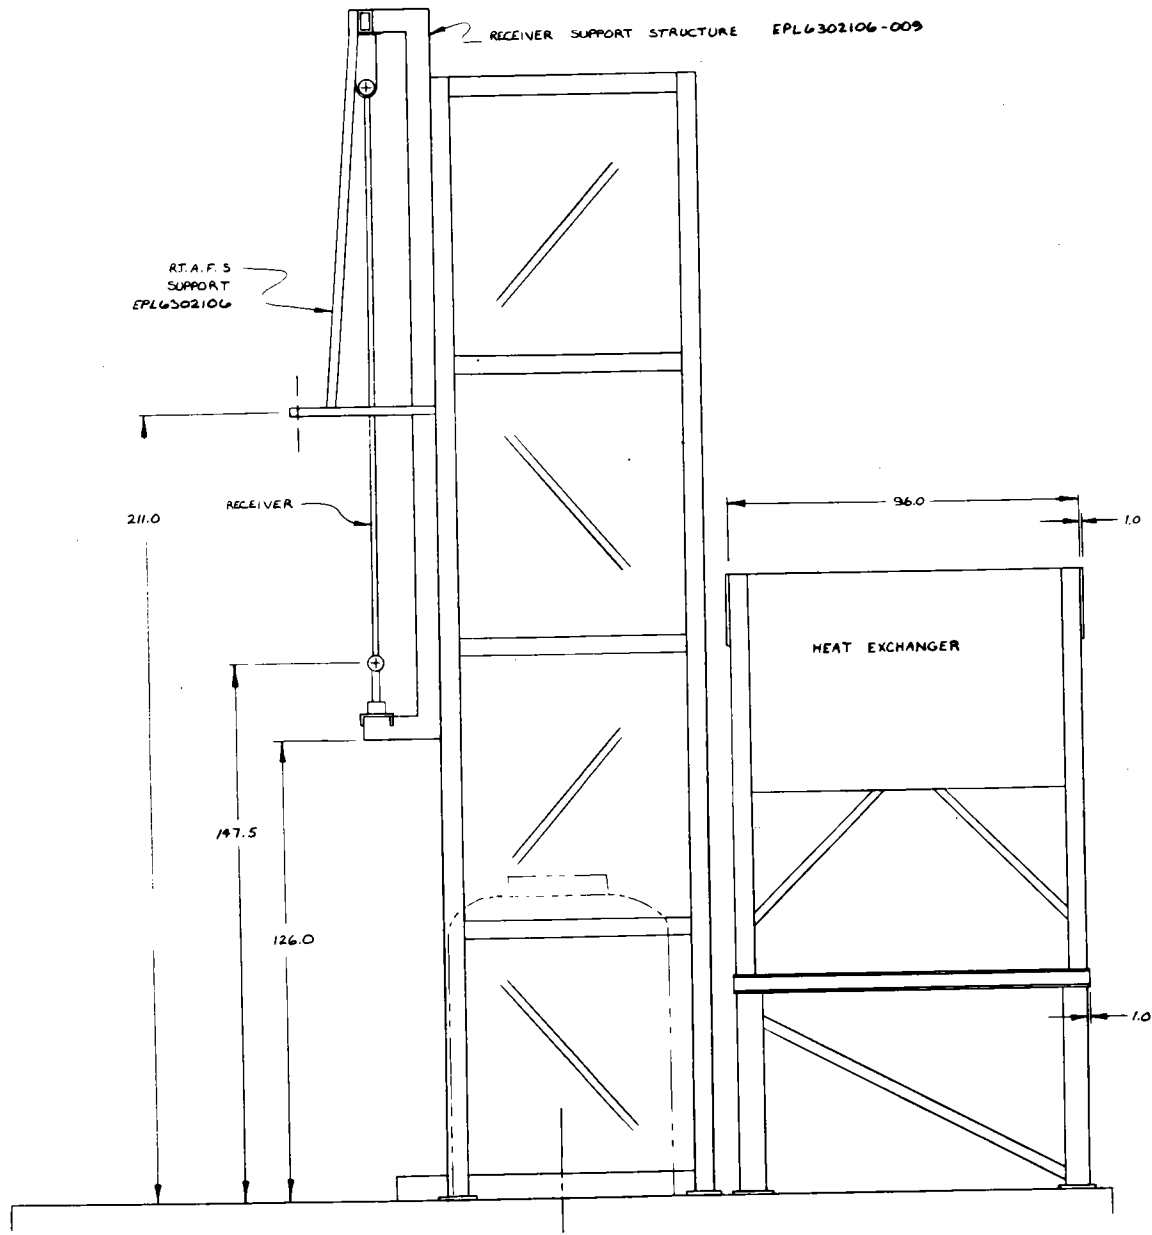 RECEIVER SUPPORT STRUCTURE EPL6302106-009
RT. A. F. S
SUPPORT
EPL6302106
211.0
RECEIVER
96.0
1.0
HEAT EXCHANGER
147.5
126.0
1.0